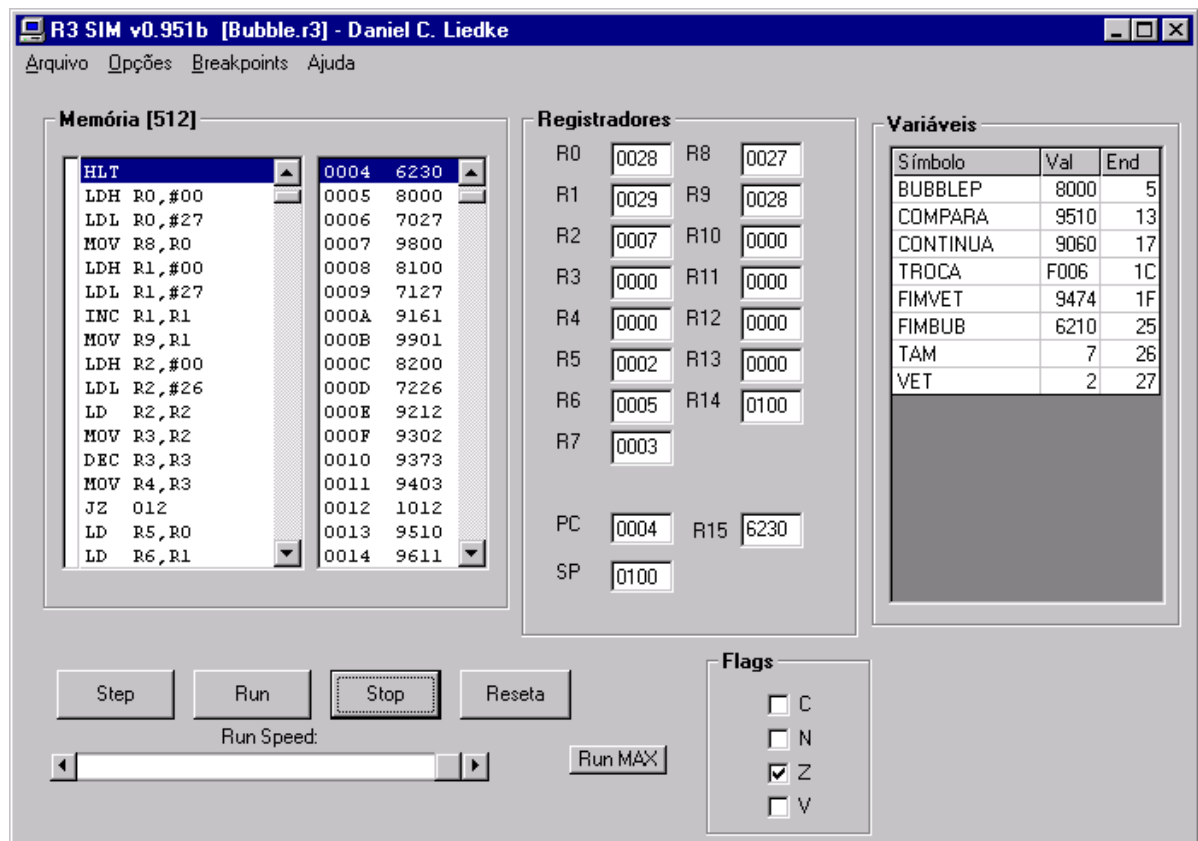 R3 SIM v0.951b [Bubble.r3] - Daniel C. Liedke
Arquivo Opções Breakpoints Ajuda
Memória [512]
HLT 0004 6230
LDH R0,#00 0005 8000
LDL R0,#27 0006 7027
MOV R8,R0 0007 9800
LDH R1,#00 0008 8100
LDL R1,#27 0009 7127
INC R1,R1 000A 9161
MOV R9,R1 000B 9901
LDH R2,#00 000C 8200
LDL R2,#26 000D 7226
LD R2,R2 000E 9212
MOV R3,R2 000F 9302
DEC R3,R3 0010 9373
MOV R4,R3 0011 9403
JZ 012 0012 1012
LD R5,R0 0013 9510
LD R6,R1 0014 9611
Registradores
R0 0028 R8 0027
R1 0029 R9 0028
R2 0007 R10 0000
R3 0000 R11 0000
R4 0000 R12 0000
R5 0002 R13 0000
R6 0005 R14 0100
R7 0003
PC 0004 R15 6230
SP 0100
Variáveis
Símbolo Val End
BUBBLEP 8000 5
COMPARA 9510 13
CONTINUA 9060 17
TROCA F006 1C
FIMVET 9474 1F
FIMBUB 6210 25
TAM 7 26
VET 2 27
Step Run Stop Reseta
Run Speed:
Run MAX
Flags
C
N
Z
V